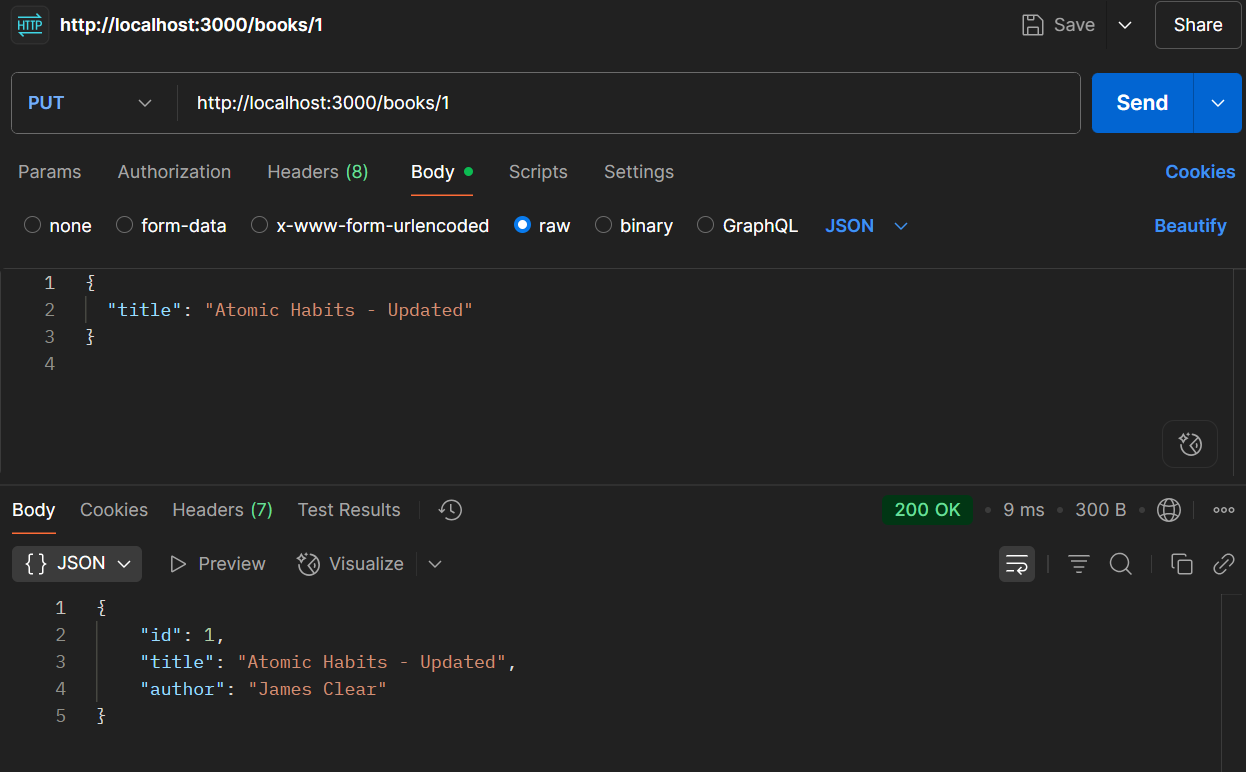 HTTP http://localhost:3000/books/1 Save Share
PUT http://localhost:3000/books/1 Send
Params Authorization Headers (8) Body Scripts Settings Cookies
none form-data x-www-form-urlencoded raw binary GraphQL JSON Beautify
1 {
2 "title": "Atomic Habits - Updated"
3 }
4
Body Cookies Headers (7) Test Results 200 OK • 9 ms • 300 B •
{} JSON Preview Visualize
1 {
2 "id": 1,
3 "title": "Atomic Habits - Updated",
4 "author": "James Clear"
5 }